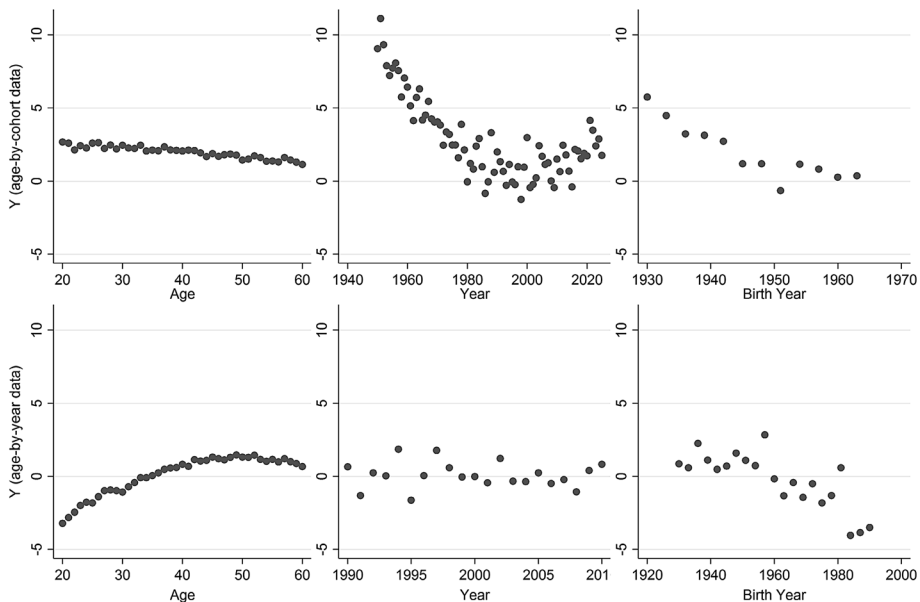 Y (age-by-cohort data)
10
5
0
-5
20 30 40 50 60
Age
10
5
0
-5
1940 1960 1980 2000 2020
Year
10
5
0
-5
1930 1940 1950 1960 1970
Birth Year
Y (age-by-year data)
10
5
0
-5
20 30 40 50 60
Age
10
5
0
-5
1990 1995 2000 2005 201
Year
10
5
0
-5
1920 1940 1960 1980 2000
Birth Year